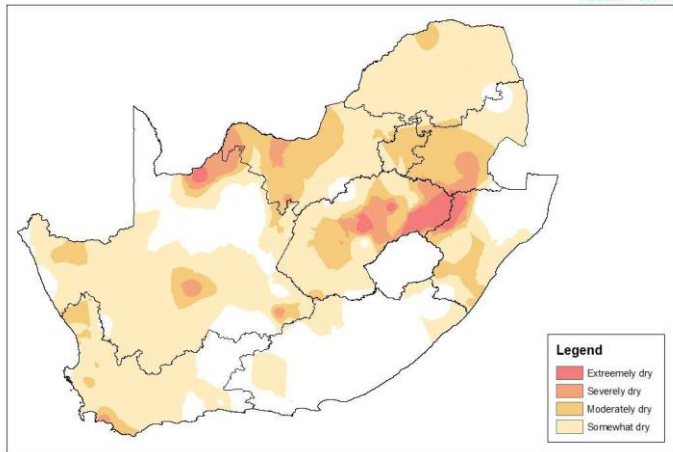 Legend
Extreemely dry
Severely dry
Moderately dry
Somewhat dry